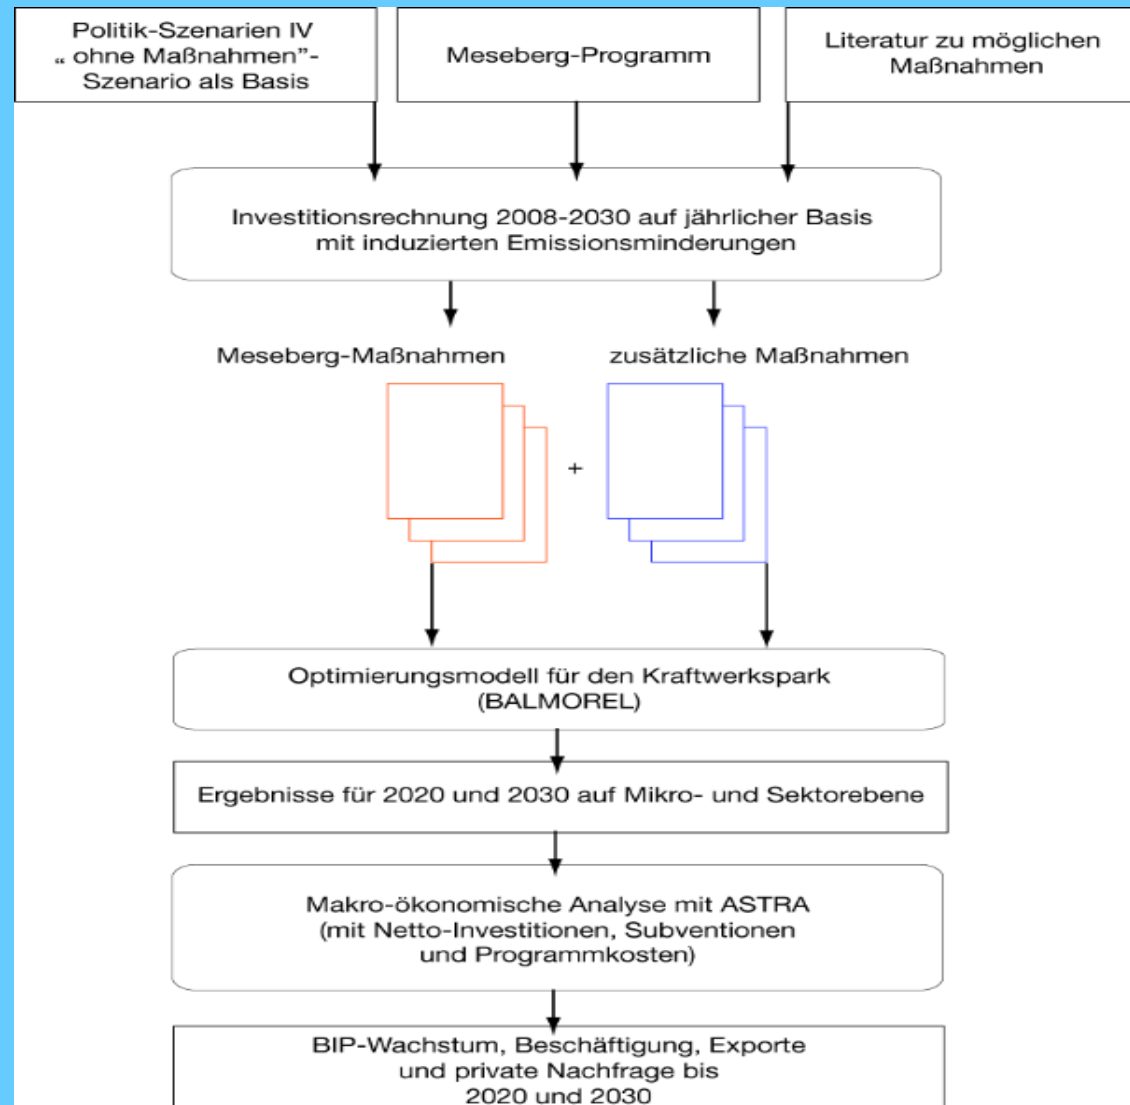 Politik-Szenarien IV
„ ohne Maßnahmen”-
Szenario als Basis
Meseberg-Programm
Literatur zu möglichen
Maßnahmen
Investitionsrechnung 2008-2030 auf jährlicher Basis
mit induzierten Emissionsminderungen
Meseberg-Maßnahmen
zusätzliche Maßnahmen
+
Optimierungsmodell für den Kraftwerkspark
(BALMOREL)
Ergebnisse für 2020 und 2030 auf Mikro- und Sektorebene
Makro-ökonomische Analyse mit ASTRA
(mit Netto-Investitionen, Subventionen
und Programmkosten)
BIP-Wachstum, Beschäftigung, Exporte
und private Nachfrage bis
2020 und 2030